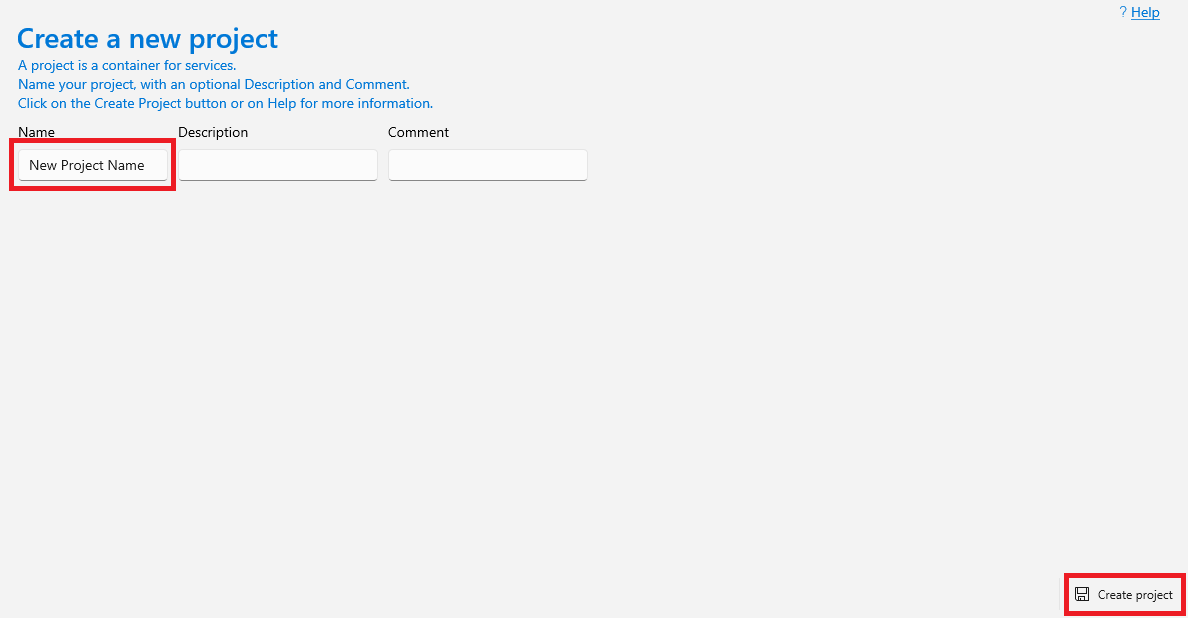 ? Help
Create a new project
A project is a container for services.
Name your project, with an optional Description and Comment.
Click on the Create Project button or on Help for more information.
Name Description Comment
New Project Name
Create project